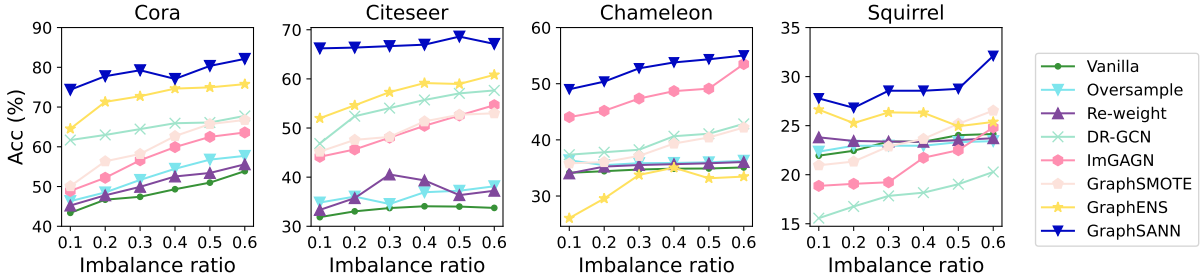 Cora
Citeseer
Chameleon
Squirrel
Acc (%)
90
80
70
60
50
40
0.1 0.2 0.3 0.4 0.5 0.6
Imbalance ratio
70
60
50
40
30
0.1 0.2 0.3 0.4 0.5 0.6
Imbalance ratio
60
50
40
30
0.1 0.2 0.3 0.4 0.5 0.6
Imbalance ratio
35
30
25
20
15
0.1 0.2 0.3 0.4 0.5 0.6
Imbalance ratio
Vanilla
Oversample
Re-weight
DR-GCN
ImGAGN
GraphSMOTE
GraphENS
GraphSANN